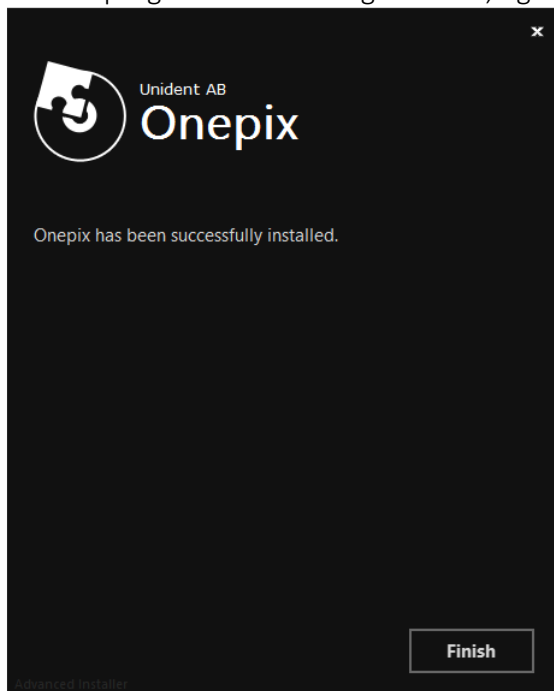 x
Unident AB
Onepix
Onepix has been successfully installed.
Finish
Advanced Installer